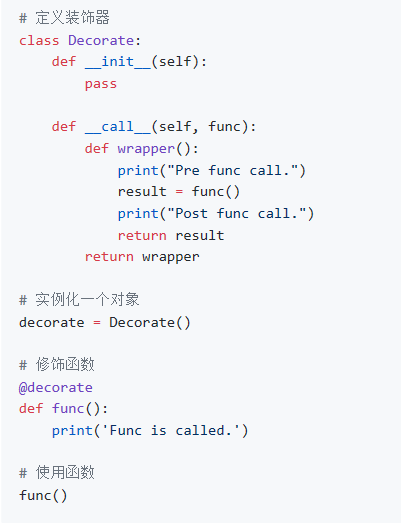 # 定义装饰器
class Decorate:
    def __init__(self):
        pass

    def __call__(self, func):
        def wrapper():
            print("Pre func call.")
            result = func()
            print("Post func call.")
            return result
        return wrapper

# 实例化一个对象
decorate = Decorate()

# 修饰函数
@decorate
def func():
    print('Func is called.')

# 使用函数
func()